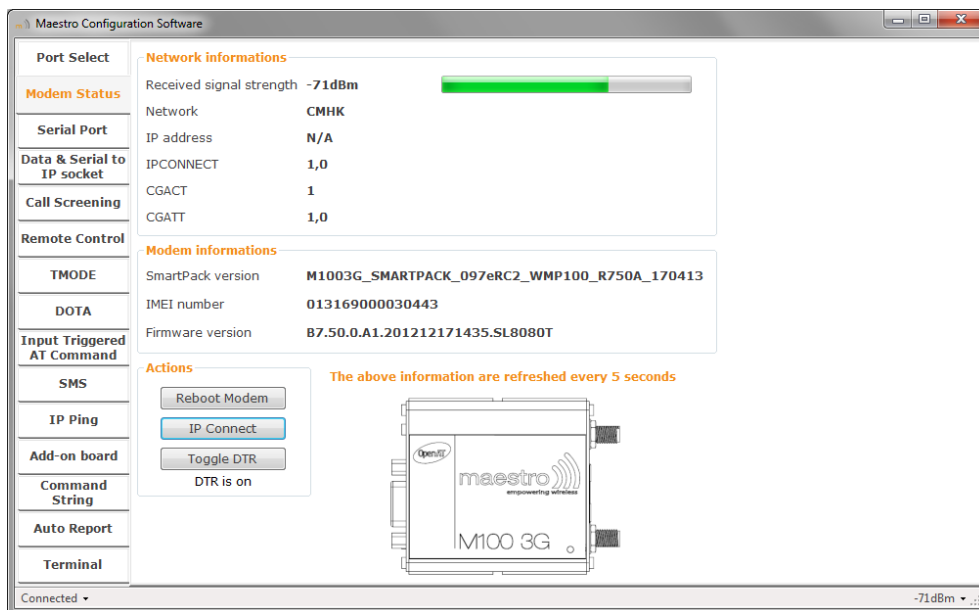 Maestro Configuration Software
Port Select
Modem Status
Serial Port
Data & Serial to
IP socket
Call Screening
Remote Control
TMODE
DOTA
Input Triggered
AT Command
SMS
IP Ping
Add-on board
Command
String
Auto Report
Terminal
Network informations
Received signal strength -71dBm
Network CMHK
IP address N/A
IPCONNECT 1,0
CGACT 1
CGATT 1,0
Modem informations
SmartPack version M1003G_SMARTPACK_097eRC2_WMP100_R750A_170413
IMEI number 013169000030443
Firmware version B7.50.0.A1.201212171435.SL8080T
Actions
Reboot Modem
IP Connect
Toggle DTR
DTR is on
The above information are refreshed every 5 seconds
OpenAT
maestro
empowering wireless
M100 3G
Connected
-71dBm